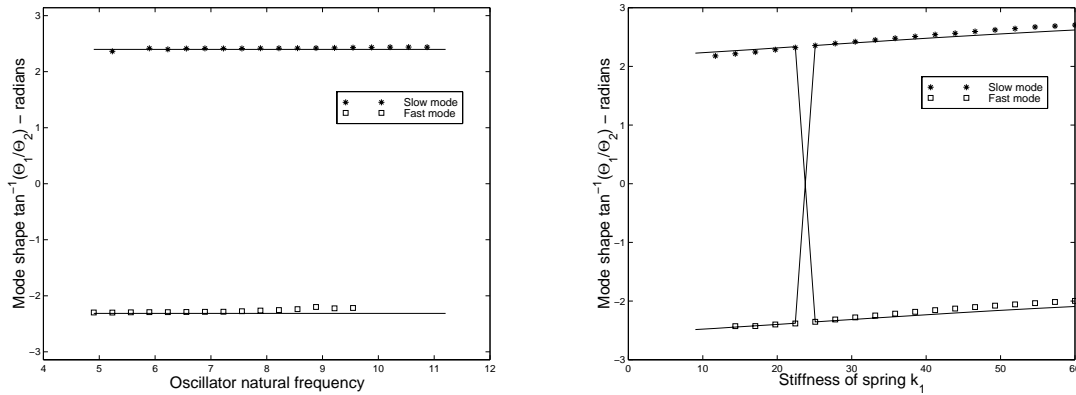 3
2
1
0
−1
−2
−3
4 5 6 7 8 9 10 11 12
Mode shape tan⁻¹(Θ₁/Θ₂) − radians
Oscillator natural frequency
Slow mode
Fast mode
3
2
1
0
−1
−2
−3
0 10 20 30 40 50 60
Mode shape tan⁻¹(Θ₁/Θ₂) − radians
Stiffness of spring k₁
Slow mode
Fast mode